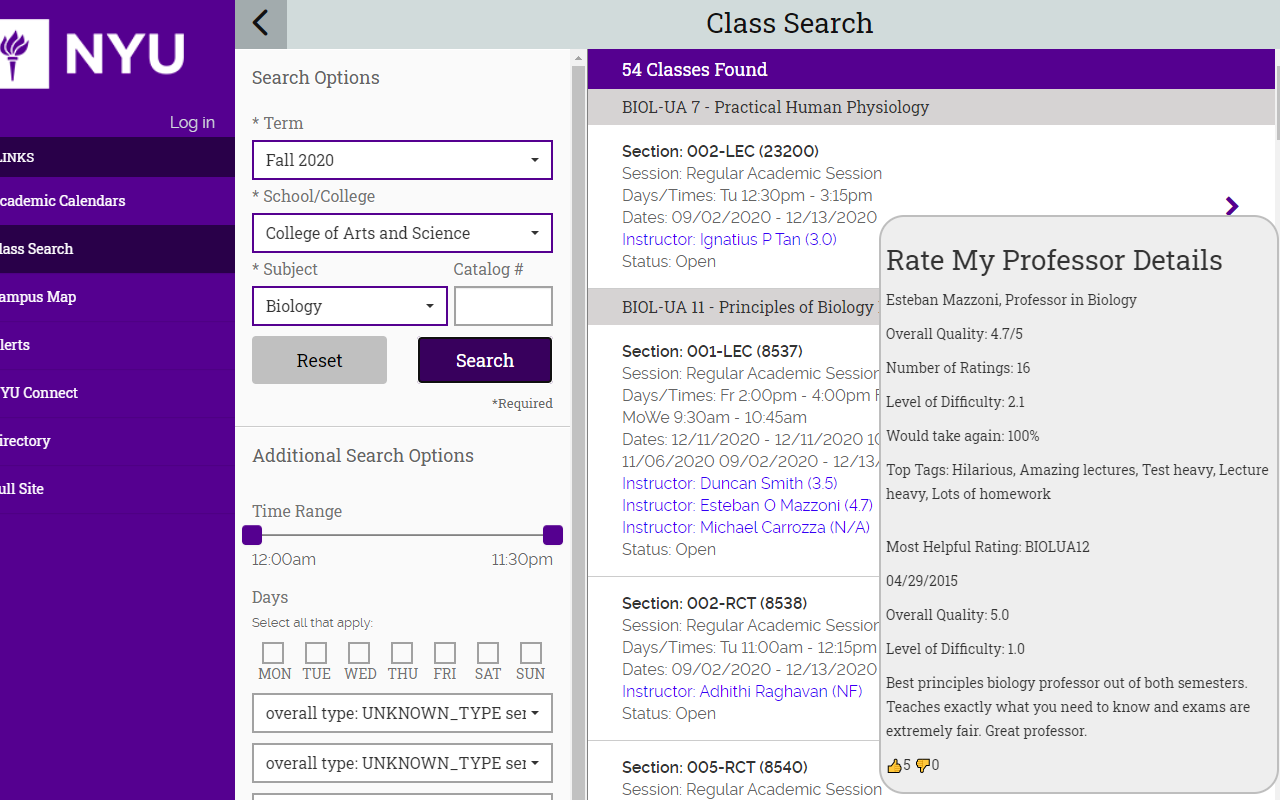 NYU
Log in
LINKS
cademic Calendars
lass Search
ampus Map
lerts
YU Connect
irectory
ull Site
Class Search
Search Options
* Term
Fall 2020
* School/College
College of Arts and Science
* Subject
Catalog #
Biology
Reset
Search
*Required
Additional Search Options
Time Range
12:00am
11:30pm
Days
Select all that apply:
MON TUE WED THU FRI SAT SUN
overall type: UNKNOWN_TYPE ser
overall type: UNKNOWN_TYPE ser
54 Classes Found
BIOL-UA 7 - Practical Human Physiology
Section: 002-LEC (23200)
Session: Regular Academic Session
Days/Times: Tu 12:30pm - 3:15pm
Dates: 09/02/2020 - 12/13/2020
Instructor: Ignatius P Tan (3.0)
Status: Open
BIOL-UA 11 - Principles of Biology
Section: 001-LEC (8537)
Session: Regular Academic Session
Days/Times: Fr 2:00pm - 4:00pm F
MoWe 9:30am - 10:45am
Dates: 12/11/2020 - 12/11/2020 10
11/06/2020 09/02/2020 - 12/13/
Instructor: Duncan Smith (3.5)
Instructor: Esteban O Mazzoni (4.7)
Instructor: Michael Carrozza (N/A)
Status: Open
Section: 002-RCT (8538)
Session: Regular Academic Session
Days/Times: Tu 11:00am - 12:15pm
Dates: 09/02/2020 - 12/13/2020
Instructor: Adhithi Raghavan (NF)
Status: Open
Section: 005-RCT (8540)
Session: Regular Academic Session
Rate My Professor Details
Esteban Mazzoni, Professor in Biology
Overall Quality: 4.7/5
Number of Ratings: 16
Level of Difficulty: 2.1
Would take again: 100%
Top Tags: Hilarious, Amazing lectures, Test heavy, Lecture
heavy, Lots of homework
Most Helpful Rating: BIOLUA12
04/29/2015
Overall Quality: 5.0
Level of Difficulty: 1.0
Best principles biology professor out of both semesters.
Teaches exactly what you need to know and exams are
extremely fair. Great professor.
👍5 👎0